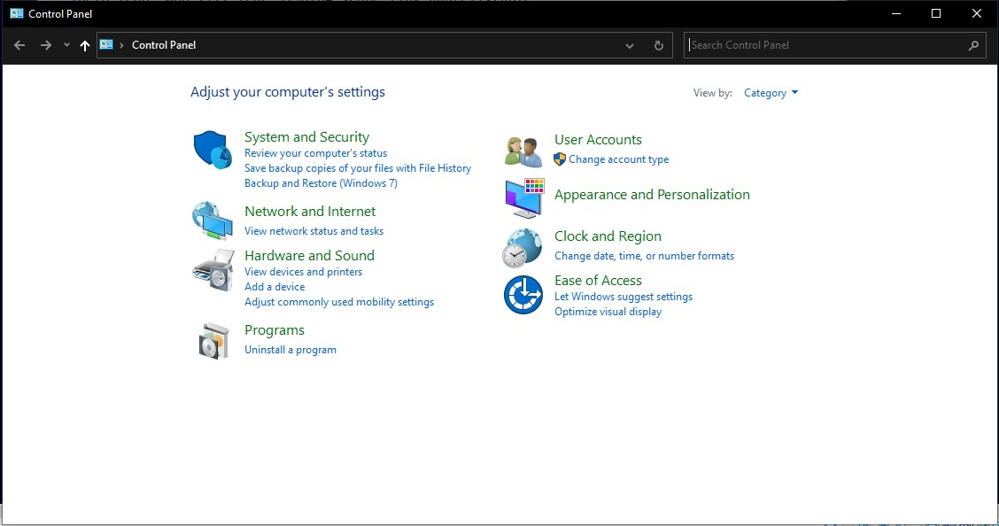 Control Panel
Control Panel
Search Control Panel
Adjust your computer's settings
View by: Category
System and Security
Review your computer's status
Save backup copies of your files with File History
Backup and Restore (Windows 7)
Network and Internet
View network status and tasks
Hardware and Sound
View devices and printers
Add a device
Adjust commonly used mobility settings
Programs
Uninstall a program
User Accounts
Change account type
Appearance and Personalization
Clock and Region
Change date, time, or number formats
Ease of Access
Let Windows suggest settings
Optimize visual display